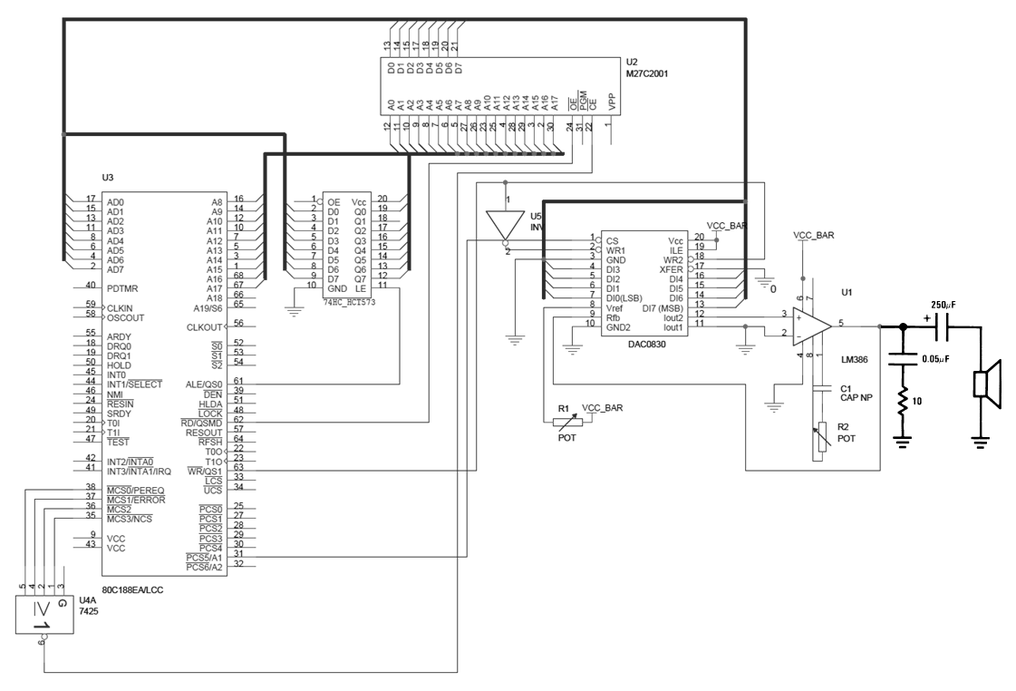 13 14 15 17 18 19 20 21
D0 D1 D2 D3 D4 D5 D6 D7
U2
M27C2001
A0 A1 A2 A3 A4 A5 A6 A7 A8 A9 A10 A11 A12 A13 A14 A15 A16 A17 OE PGM CE VPP
12 11 10 9 8 7 6 5 27 26 23 25 4 28 29 3 2 30 24 31 22 1
U3
17 AD0 A8 16
15 AD1 A9 14
13 AD2 A10 12
11 AD3 A11 10
8 AD4 A12 7
6 AD5 A13 5
4 AD6 A14 3
2 AD7 A15 1
A16 68
40 PDTMR A17 67
A18 66
59 CLKIN A19/S6 65
58 OSCOUT
CLKOUT 56
55 ARDY
18 DRQ0 S0 52
19 DRQ1 S1 53
50 HOLD S2 54
45 INT0
44 INT1/SELECT ALE/QS0 61
46 NMI DEN 39
24 RESIN HLDA 51
49 SRDY LOCK 48
20 T0I RD/QSMD 62
21 T1I RESOUT 57
47 TEST RFSH 64
T0O 22
42 INT2/INTA0 T1O 23
41 INT3/INTA1/IRQ WR/QS1 63
LCS 33
UCS 34
38 MCS0/PEREQ
37 MCS1/ERROR
36 MCS2 PCS0 25
35 MCS3/NCS PCS1 27
PCS2 28
9 VCC PCS3 29
43 VCC PCS4 30
PCS5/A1 31
PCS6/A2 32
80C188EA/LCC
1 OE Vcc 20
2 D0 Q0 19
3 D1 Q1 18
4 D2 Q2 17
5 D3 Q3 16
6 D4 Q4 15
7 D5 Q5 14
8 D6 Q6 13
9 D7 Q7 12
10 GND LE 11
74HC_HCT573
1
U5
INV
2
1 CS Vcc 20
2 WR1 ILE 19
3 GND WR2 18
4 DI3 XFER 17
5 DI2 DI4 16
6 DI1 DI5 15
7 DI0(LSB) DI6 14
8 Vref DI7 (MSB) 13
9 Rfb Iout2 12
10 GND2 Iout1 11
DAC0830
VCC_BAR
0
VCC_BAR
6 7
U1
3 +
2 -
5
4 8 1
LM386
C1
CAP NP
R2
POT
R1
VCC_BAR
POT
250µF
+
0.05µF
10
5 4 2 1 3
G
≥1
6
U4A
7425